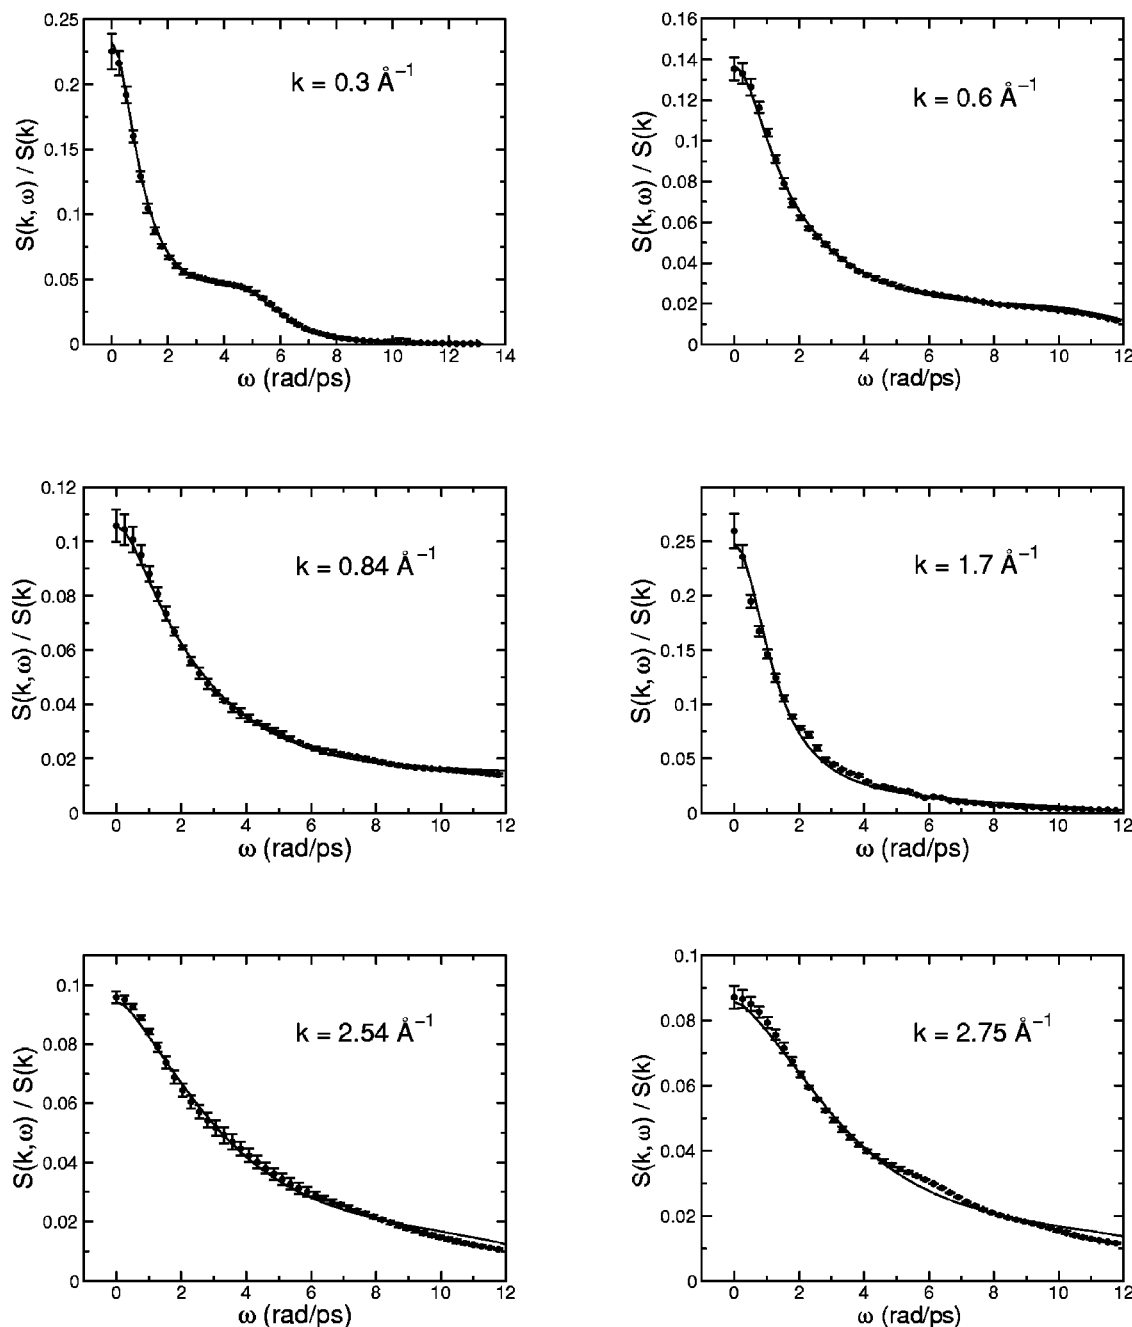 0.25
0.2
0.15
0.1
0.05
0
S(k,ω) / S(k)
k = 0.3 Å⁻¹
0 2 4 6 8 10 12 14
ω (rad/ps)
0.16
0.14
0.12
0.1
0.08
0.06
0.04
0.02
0
S(k,ω) / S(k)
k = 0.6 Å⁻¹
0 2 4 6 8 10 12
ω (rad/ps)
0.12
0.1
0.08
0.06
0.04
0.02
0
S(k,ω) / S(k)
k = 0.84 Å⁻¹
0 2 4 6 8 10 12
ω (rad/ps)
0.25
0.2
0.15
0.1
0.05
0
S(k,ω) / S(k)
k = 1.7 Å⁻¹
0 2 4 6 8 10 12
ω (rad/ps)
0.1
0.08
0.06
0.04
0.02
0
S(k,ω) / S(k)
k = 2.54 Å⁻¹
0 2 4 6 8 10 12
ω (rad/ps)
0.1
0.08
0.06
0.04
0.02
0
S(k,ω) / S(k)
k = 2.75 Å⁻¹
0 2 4 6 8 10 12
ω (rad/ps)